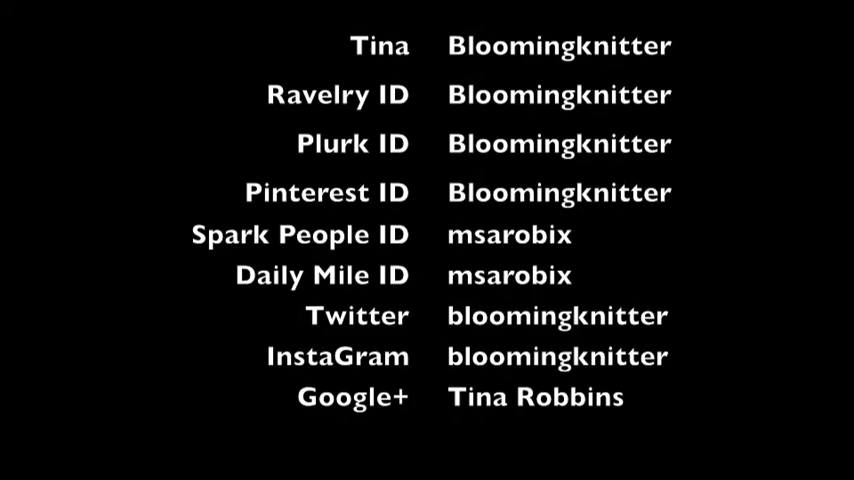 Tina Bloomingknitter
Ravelry ID Bloomingknitter
Plurk ID Bloomingknitter
Pinterest ID Bloomingknitter
Spark People ID msarobix
Daily Mile ID msarobix
Twitter bloomingknitter
InstaGram bloomingknitter
Google+ Tina Robbins